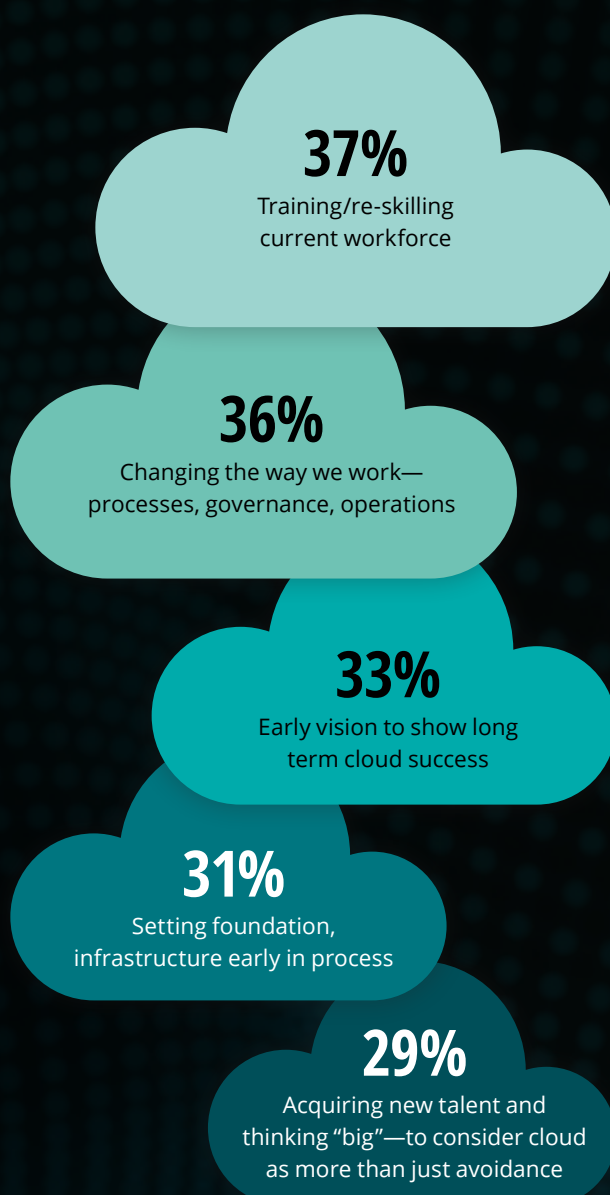 37%
Training/re-skilling
current workforce
36%
Changing the way we work—
processes, governance, operations
33%
Early vision to show long
term cloud success
31%
Setting foundation,
infrastructure early in process
29%
Acquiring new talent and
thinking “big”—to consider cloud
as more than just avoidance